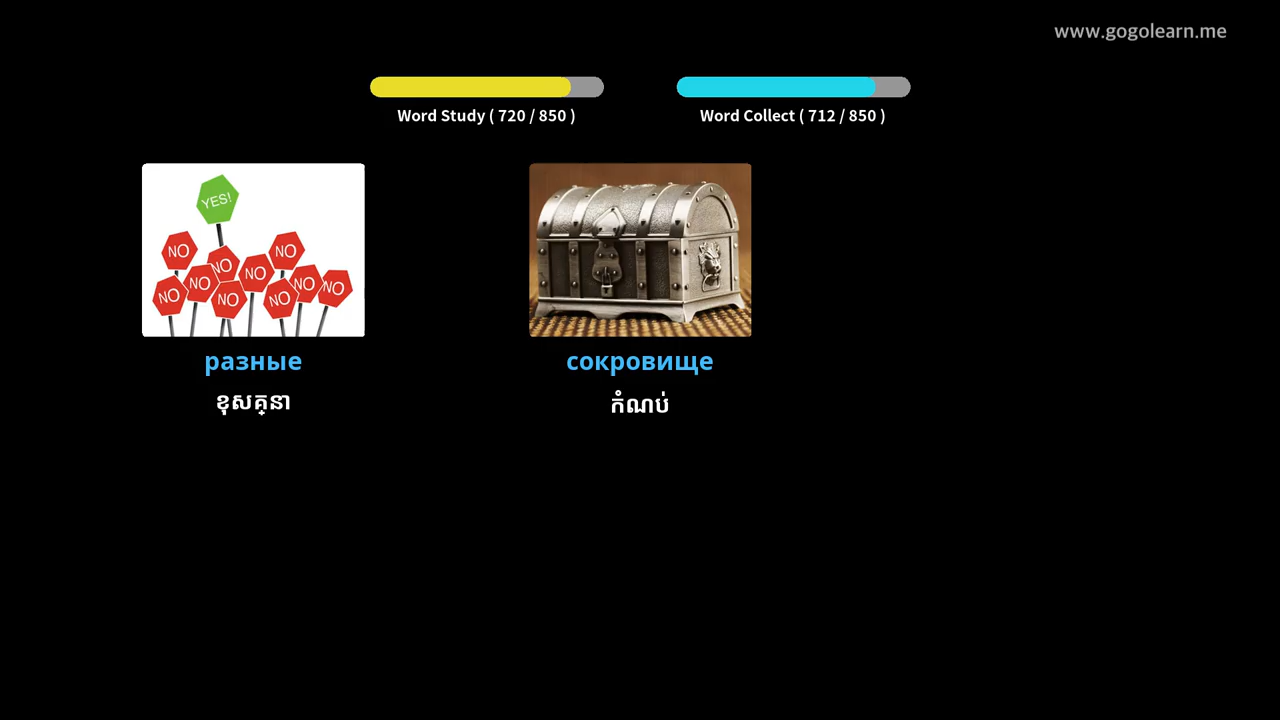 www.gogolearn.me
Word Study ( 720 / 850 )
Word Collect ( 712 / 850 )
YES!
NO
NO
NO
NO
NO
NO
NO
NO
NO
NO
разные
сокровище
ខុសគ្នា
កំណប់